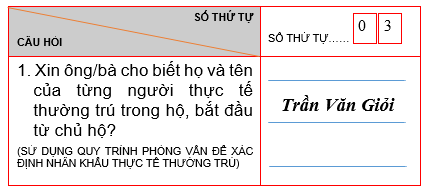 SỐ THỨ TỰ
CÂU HỎI
SỐ THỨ TỰ...... 0 3
1. Xin ông/bà cho biết họ và tên
của từng người thực tế
thường trú trong hộ, bắt đầu
từ chủ hộ?
(SỬ DỤNG QUY TRÌNH PHỎNG VẤN ĐỂ XÁC
ĐỊNH NHÂN KHẨU THỰC TẾ THƯỜNG TRÚ)
Trần Văn Giỏi